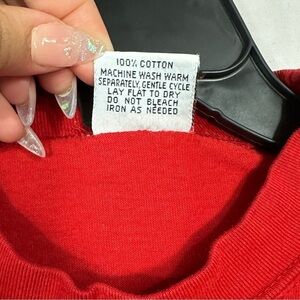 100% COTTON
MACHINE WASH WARM
SEPARATELY, GENTLE CYCLE
LAY FLAT TO DRY
DO NOT BLEACH
IRON AS NEEDED